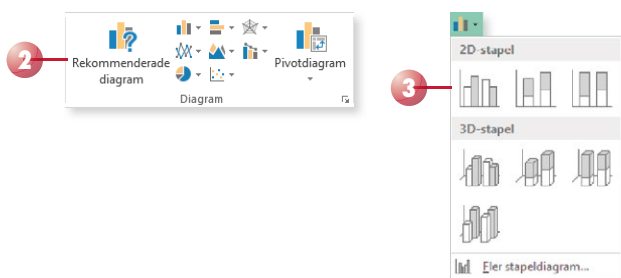 2
Rekommenderade
diagram
Pivotdiagram
Diagram
3
2D-stapel
3D-stapel
Fler stapeldiagram...